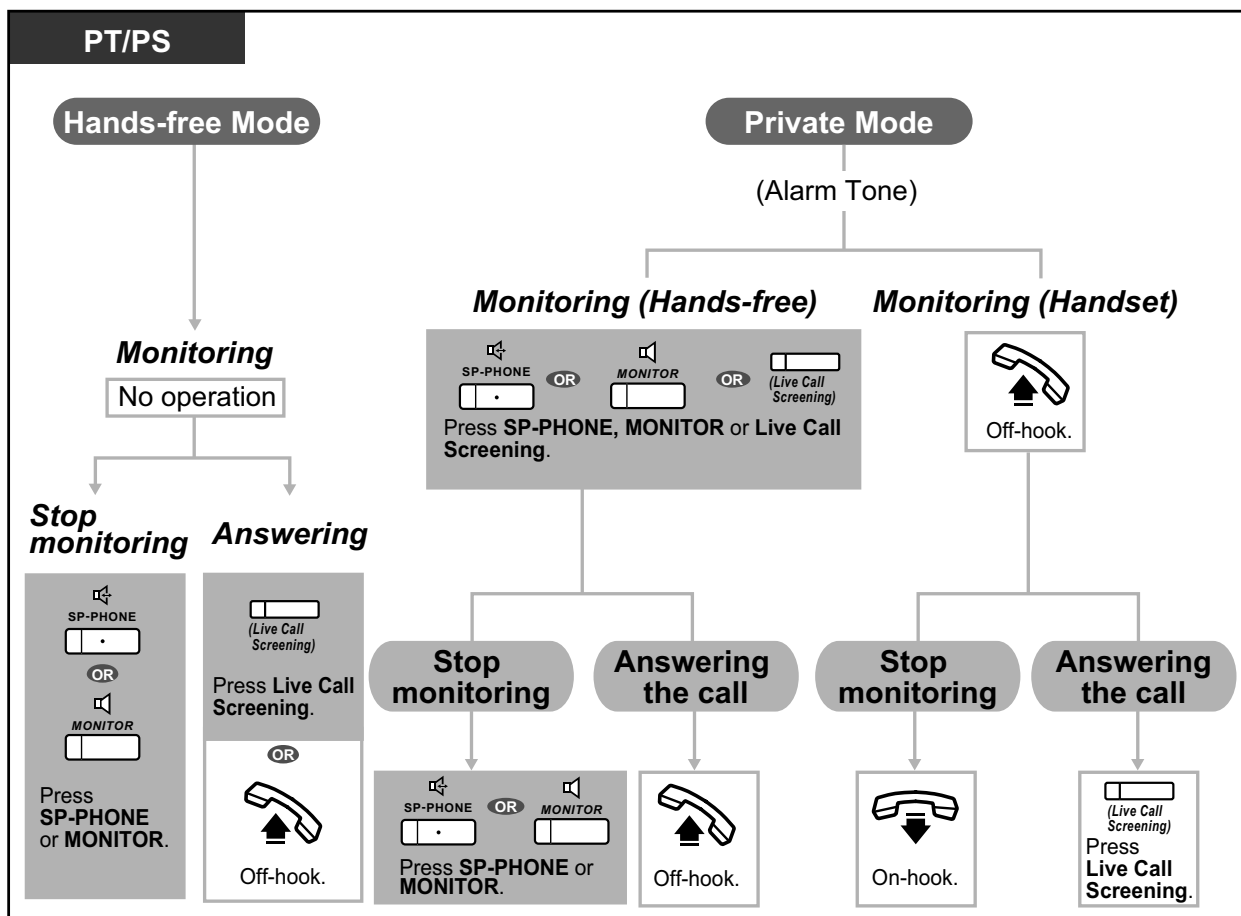 PT/PS
Hands-free Mode
Monitoring
No operation
Stop
monitoring
SP-PHONE
OR
MONITOR
Press
SP-PHONE
or MONITOR.
Answering
(Live Call
Screening)
Press Live Call
Screening.
OR
Off-hook.
Private Mode
(Alarm Tone)
Monitoring (Hands-free)
SP-PHONE
OR
MONITOR
OR
(Live Call
Screening)
Press SP-PHONE, MONITOR or Live Call
Screening.
Stop
monitoring
SP-PHONE
OR
MONITOR
Press SP-PHONE or
MONITOR.
Answering
the call
Off-hook.
Monitoring (Handset)
Off-hook.
Stop
monitoring
On-hook.
Answering
the call
(Live Call
Screening)
Press
Live Call
Screening.